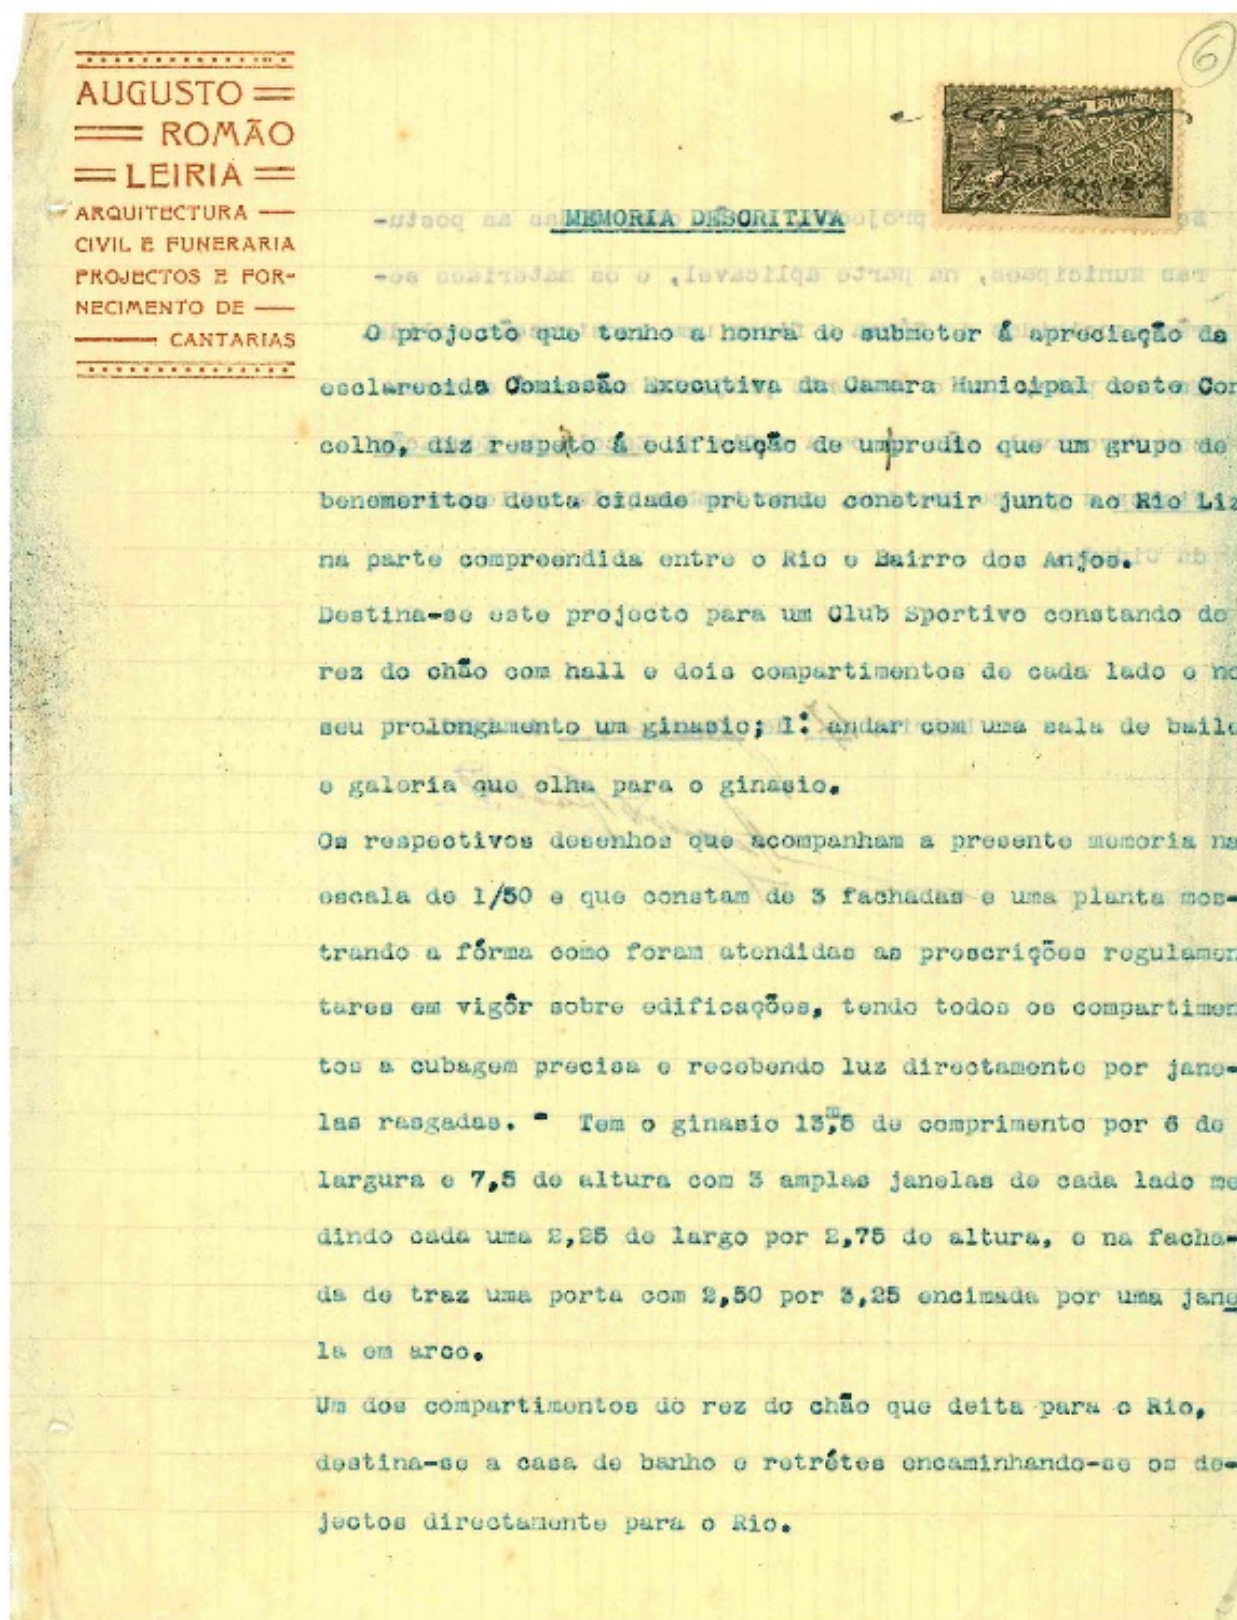 6
AUGUSTO
ROMÃO
LEIRIA
ARQUITECTURA
CIVIL E FUNERARIA
PROJECTOS E FOR-
NECIMENTO DE
CANTARIAS
MEMORIA DESCRITIVA
O projecto que tenho a honra de submeter á apreciação da
esclarecida Comissão Executiva da Camara Municipal deste Con
celho, diz respeto á edificação de um predio que um grupo de
benemeritos desta cidade pretende construir junto ao Rio Liz
na parte compreendida entre o Rio e Bairro dos Anjos.
Destina-se este projecto para um Club Sportivo constando de
rez do chão com hall e dois compartimentos de cada lado e no
seu prolongamento um ginasio; 1º andar com uma sala de baile
e galeria que olha para o ginasio.
Os respectivos desenhos que acompanham a presente memoria na
escala de 1/50 e que constam de 3 fachadas e uma planta mos-
trando a fórma como foram atendidas as prescrições regulamen
tares em vigôr sobre edificações, tendo todos os compartimen
tos a cubagem precisa e recebendo luz directamente por jane-
las rasgadas. - Tem o ginasio 13,m5 de comprimento por 6 de
largura e 7,5 de altura com 3 amplas janelas de cada lado me
dindo cada uma 2,25 de largo por 2,75 de altura, e na facha-
da de traz uma porta com 2,50 por 3,25 encimada por uma jane
la em arco.
Um dos compartimentos do rez do chão que deita para o Rio,
destina-se a casa de banho e retrétes encaminhando-se os de-
jectos directamente para o Rio.